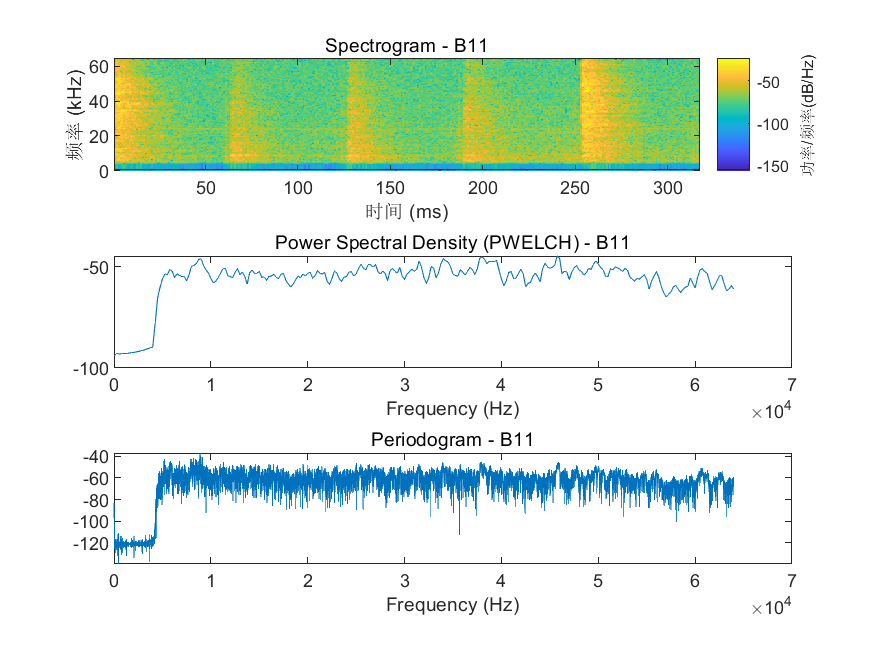 Spectrogram - B11
60
40
20
0
频率 (kHz)
50 100 150 200 250 300
时间 (ms)
-50
-100
-150
功率/频率(dB/Hz)
Power Spectral Density (PWELCH) - B11
-50
-100
0 1 2 3 4 5 6 7
Frequency (Hz)
×10^4
Periodogram - B11
-40
-60
-80
-100
-120
0 1 2 3 4 5 6 7
Frequency (Hz)
×10^4